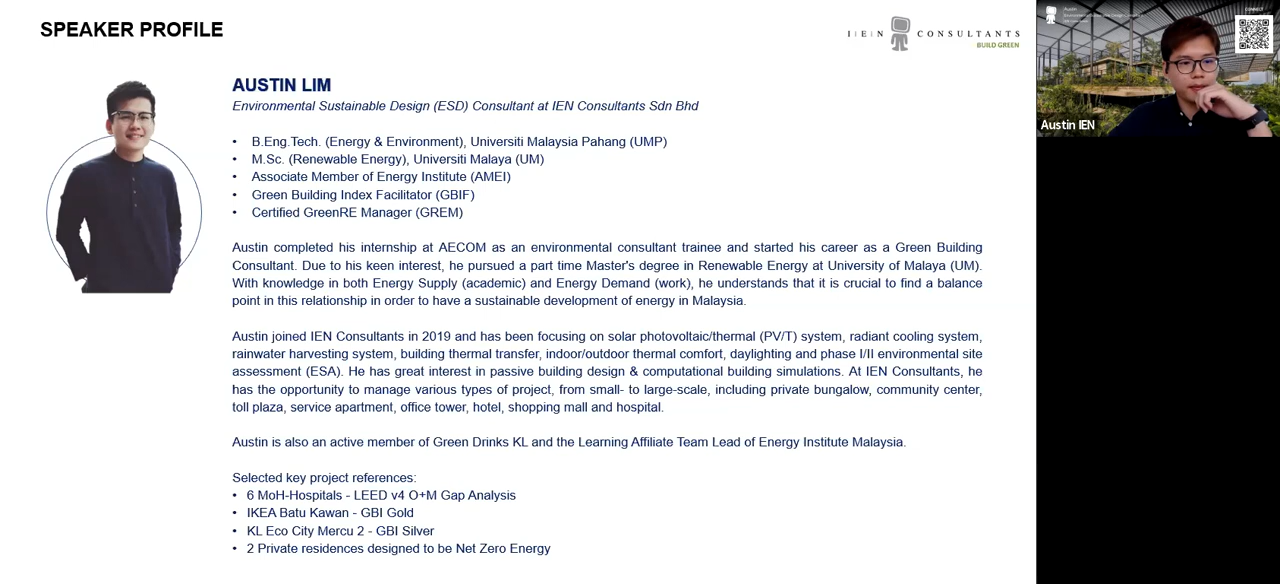 SPEAKER PROFILE
I E N CONSULTANTS
BUILD GREEN
AUSTIN LIM
Environmental Sustainable Design (ESD) Consultant at IEN Consultants Sdn Bhd
• B.Eng.Tech. (Energy & Environment), Universiti Malaysia Pahang (UMP)
• M.Sc. (Renewable Energy), Universiti Malaya (UM)
• Associate Member of Energy Institute (AMEI)
• Green Building Index Facilitator (GBIF)
• Certified GreenRE Manager (GREM)
Austin completed his internship at AECOM as an environmental consultant trainee and started his career as a Green Building
Consultant. Due to his keen interest, he pursued a part time Master's degree in Renewable Energy at University of Malaya (UM).
With knowledge in both Energy Supply (academic) and Energy Demand (work), he understands that it is crucial to find a balance
point in this relationship in order to have a sustainable development of energy in Malaysia.
Austin joined IEN Consultants in 2019 and has been focusing on solar photovoltaic/thermal (PV/T) system, radiant cooling system,
rainwater harvesting system, building thermal transfer, indoor/outdoor thermal comfort, daylighting and phase I/II environmental site
assessment (ESA). He has great interest in passive building design & computational building simulations. At IEN Consultants, he
has the opportunity to manage various types of project, from small- to large-scale, including private bungalow, community center,
toll plaza, service apartment, office tower, hotel, shopping mall and hospital.
Austin is also an active member of Green Drinks KL and the Learning Affiliate Team Lead of Energy Institute Malaysia.
Selected key project references:
• 6 MoH-Hospitals - LEED v4 O+M Gap Analysis
• IKEA Batu Kawan - GBI Gold
• KL Eco City Mercu 2 - GBI Silver
• 2 Private residences designed to be Net Zero Energy
Austin
CONNECT
Austin IEN